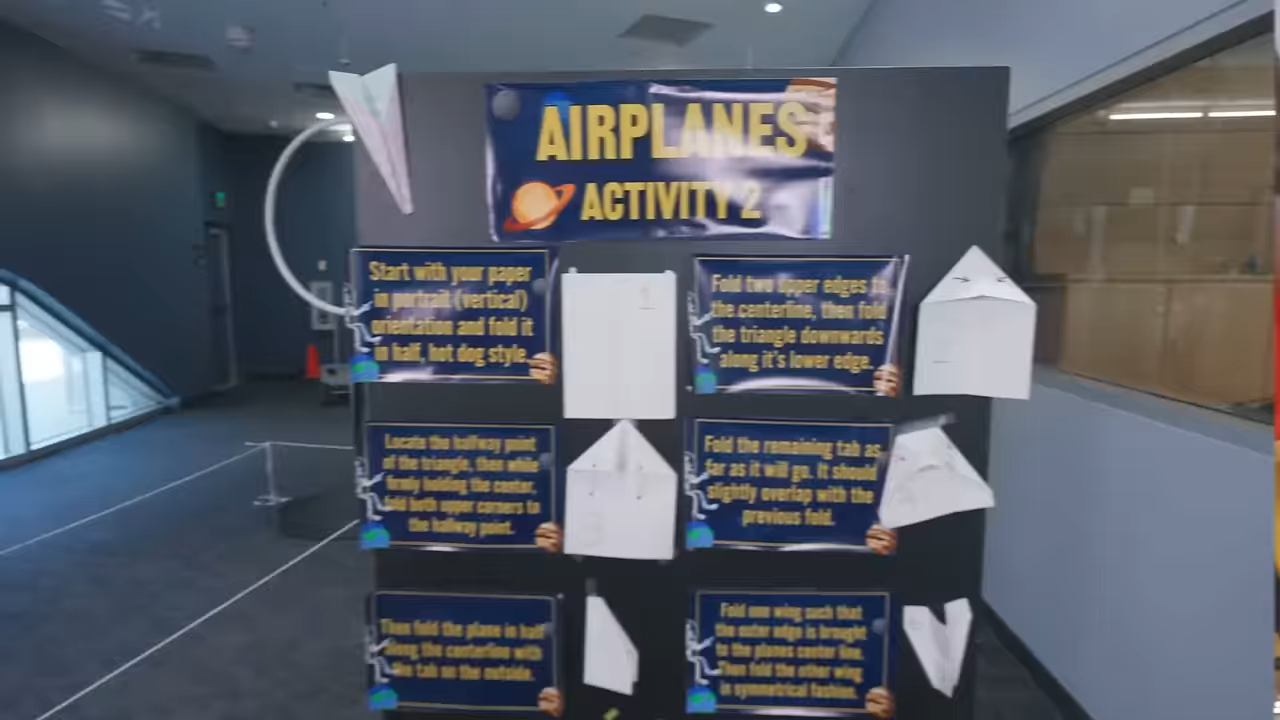 AIRPLANES
ACTIVITY 2
Start with your paper
in portrait (vertical)
orientation and fold it
in half, hot dog style.
Fold two upper edges to
the centerline, then fold
the triangle downwards
along it's lower edge.
Locate the halfway point
of the triangle, then while
firmly holding the center,
fold both upper corners to
the halfway point.
Fold the remaining tab as
far as it will go. It should
slightly overlap with the
previous fold.
Then fold the plane in half
along the centerline with
the tab on the outside.
Fold one wing such that
the outer edge is brought
to the planes center line.
Then fold the other wing
in symmetrical fashion.